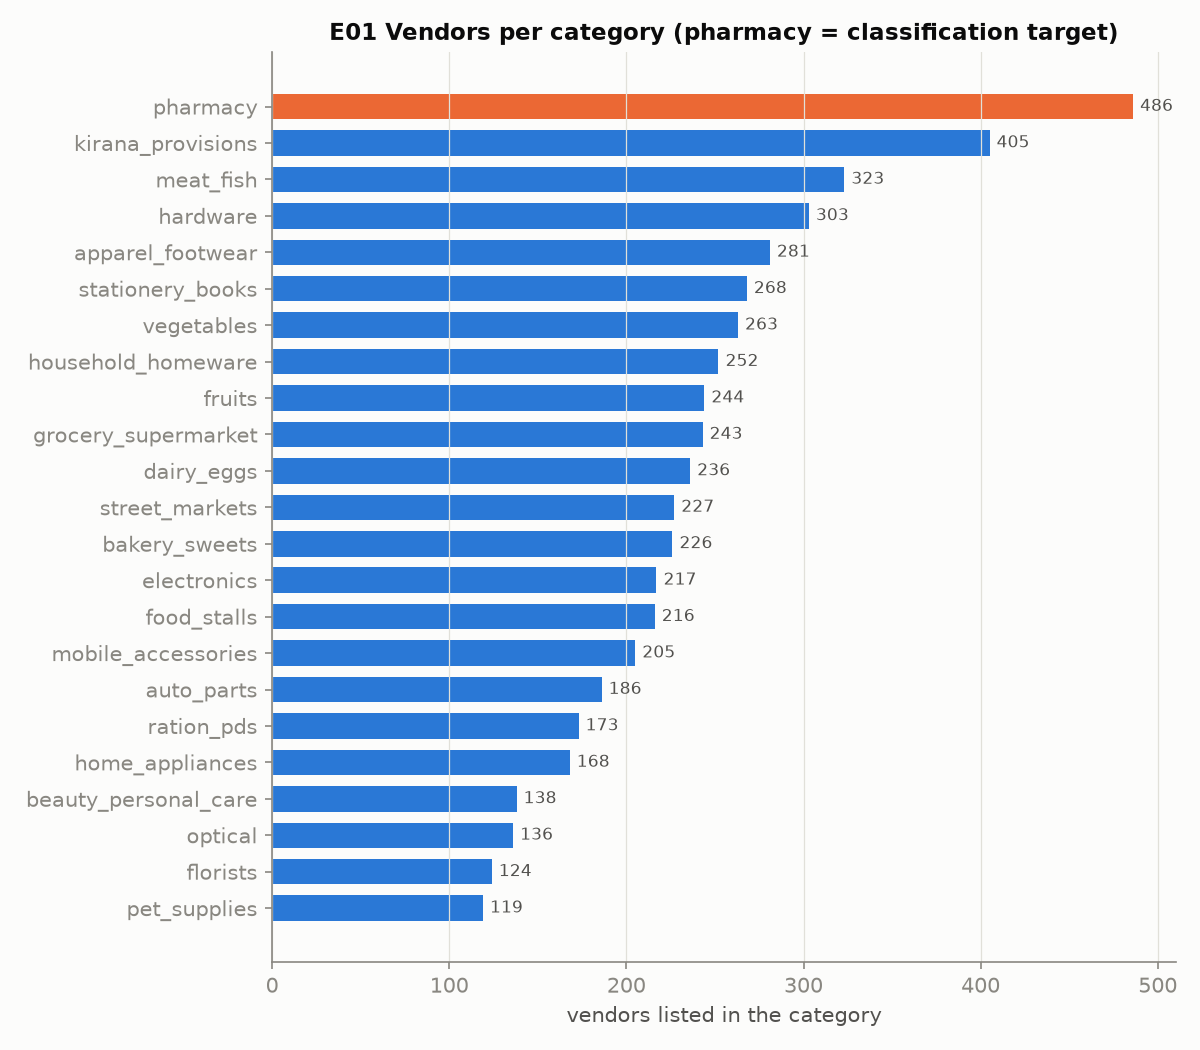 E01 Vendors per category (pharmacy = classification target)
pharmacy 486
kirana_provisions 405
meat_fish 323
hardware 303
apparel_footwear 281
stationery_books 268
vegetables 263
household_homeware 252
fruits 244
grocery_supermarket 243
dairy_eggs 236
street_markets 227
bakery_sweets 226
electronics 217
food_stalls 216
mobile_accessories 205
auto_parts 186
ration_pds 173
home_appliances 168
beauty_personal_care 138
optical 136
florists 124
pet_supplies 119
0 100 200 300 400 500
vendors listed in the category